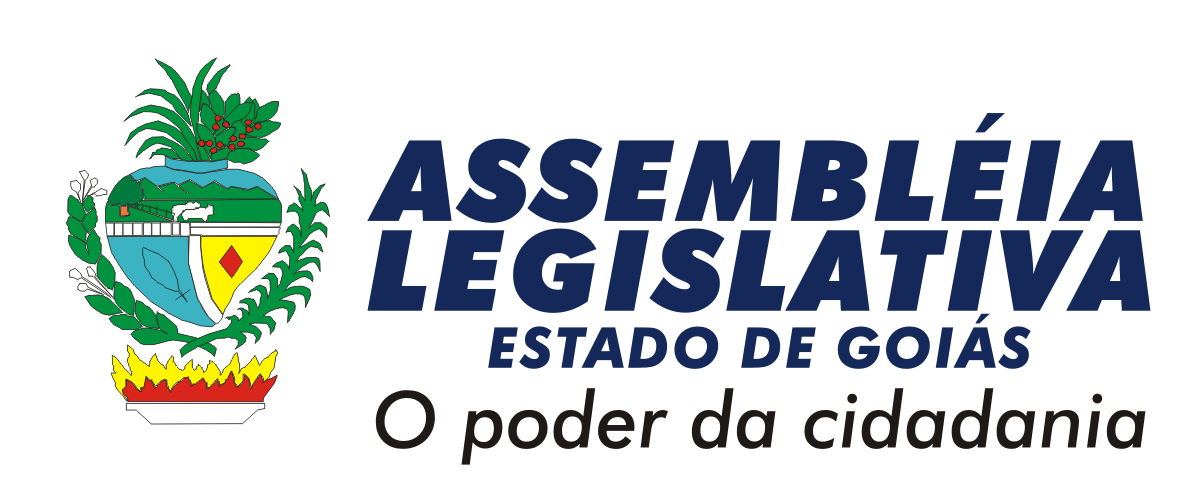 ASSEMBLÉIA
LEGISLATIVA
ESTADO DE GOIÁS
O poder da cidadania